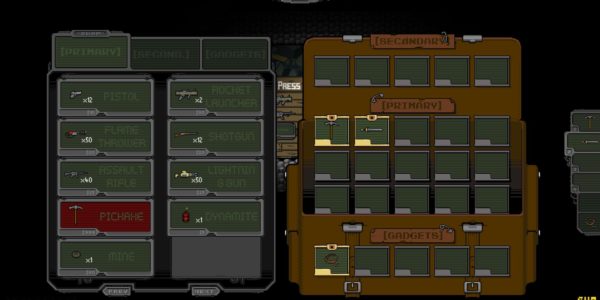 [PRIMARY]
[SECOND.]
[GADGETS]
x12
PISTOL
x2
ROCKET
LAUNCHER
x50
FLAME
THROWER
x12
SHOTGUN
x40
ASSAULT
RIFLE
x50
LIGHTNIN
G GUN
PICKAXE
x1
DYNAMITE
x1
MINE
PREV.
NEXT
PRESS
[SECONDARY]
[PRIMARY]
[GADGETS]